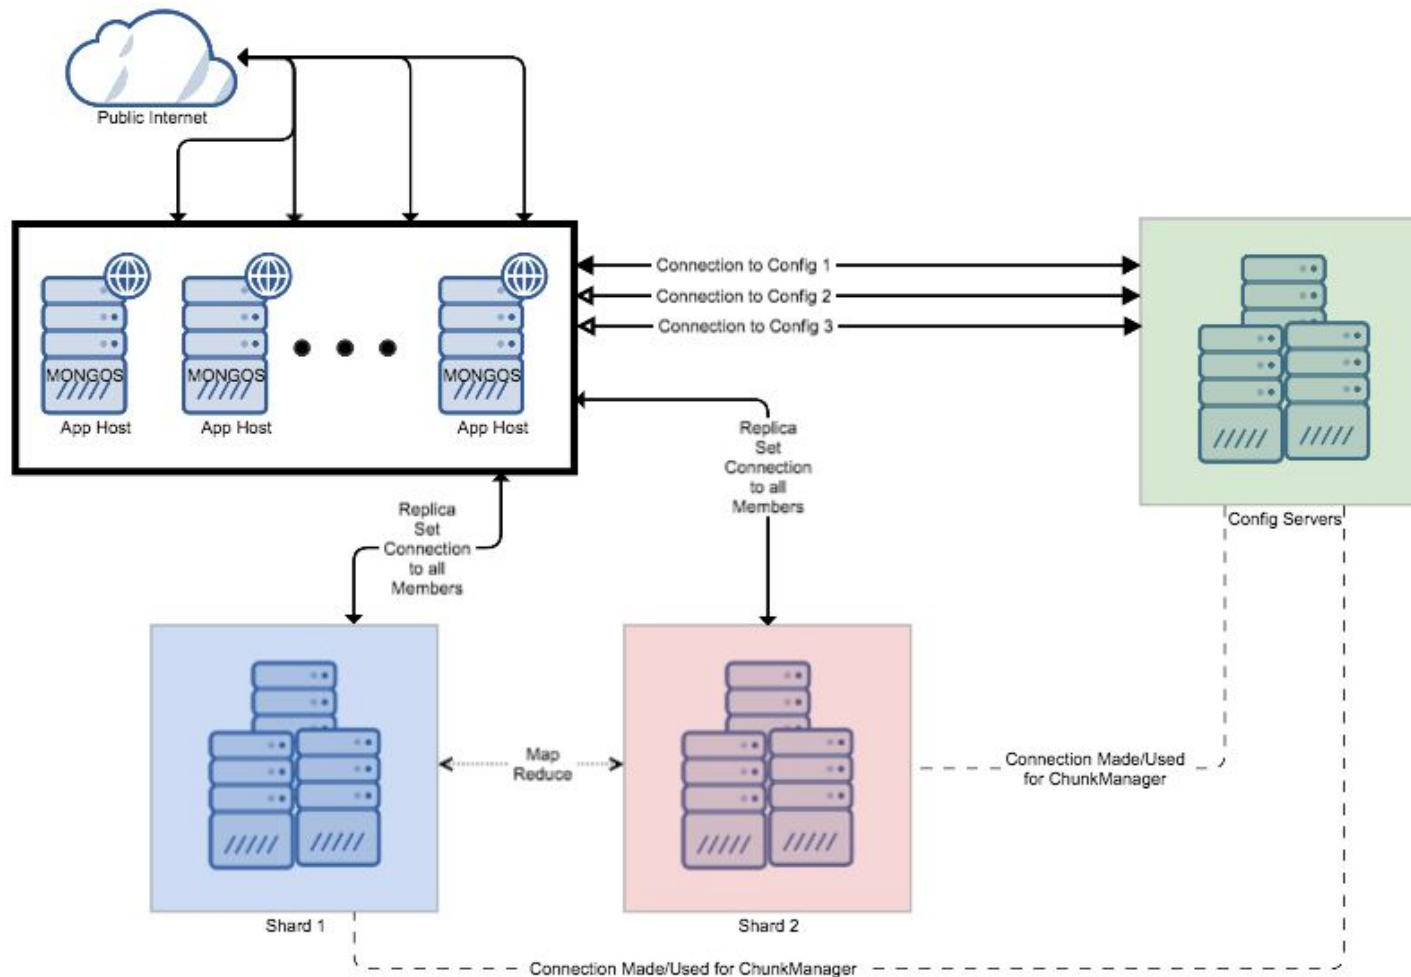 Public Internet
Connection to Config 1
Connection to Config 2
Connection to Config 3
MONGOS
MONGOS
MONGOS
App Host
App Host
App Host
Replica
Set
Connection
to all
Members
Replica
Set
Connection
to all
Members
Config Servers
Map
Reduce
Connection Made/Used
for ChunkManager
Shard 1
Shard 2
Connection Made/Used for ChunkManager